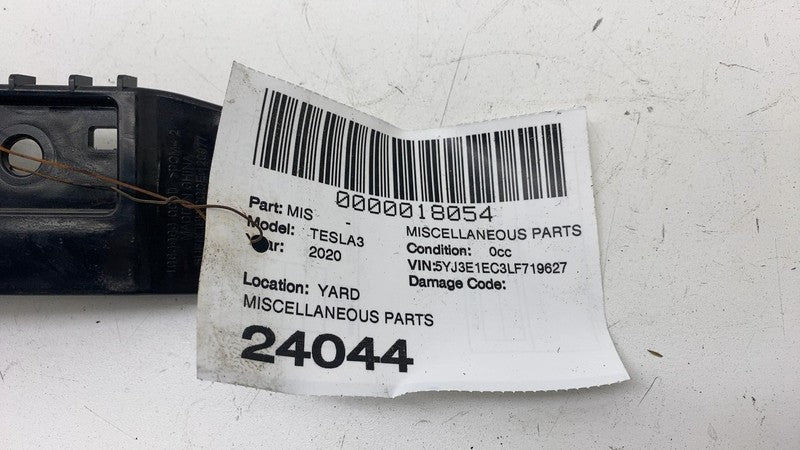 0000018054
Part: MIS -
MISCELLANEOUS PARTS
Model: TESLA3
Condition: 0cc
2020
VIN:5YJ3E1EC3LF719627
Damage Code:
Location: YARD
MISCELLANEOUS PARTS
24044